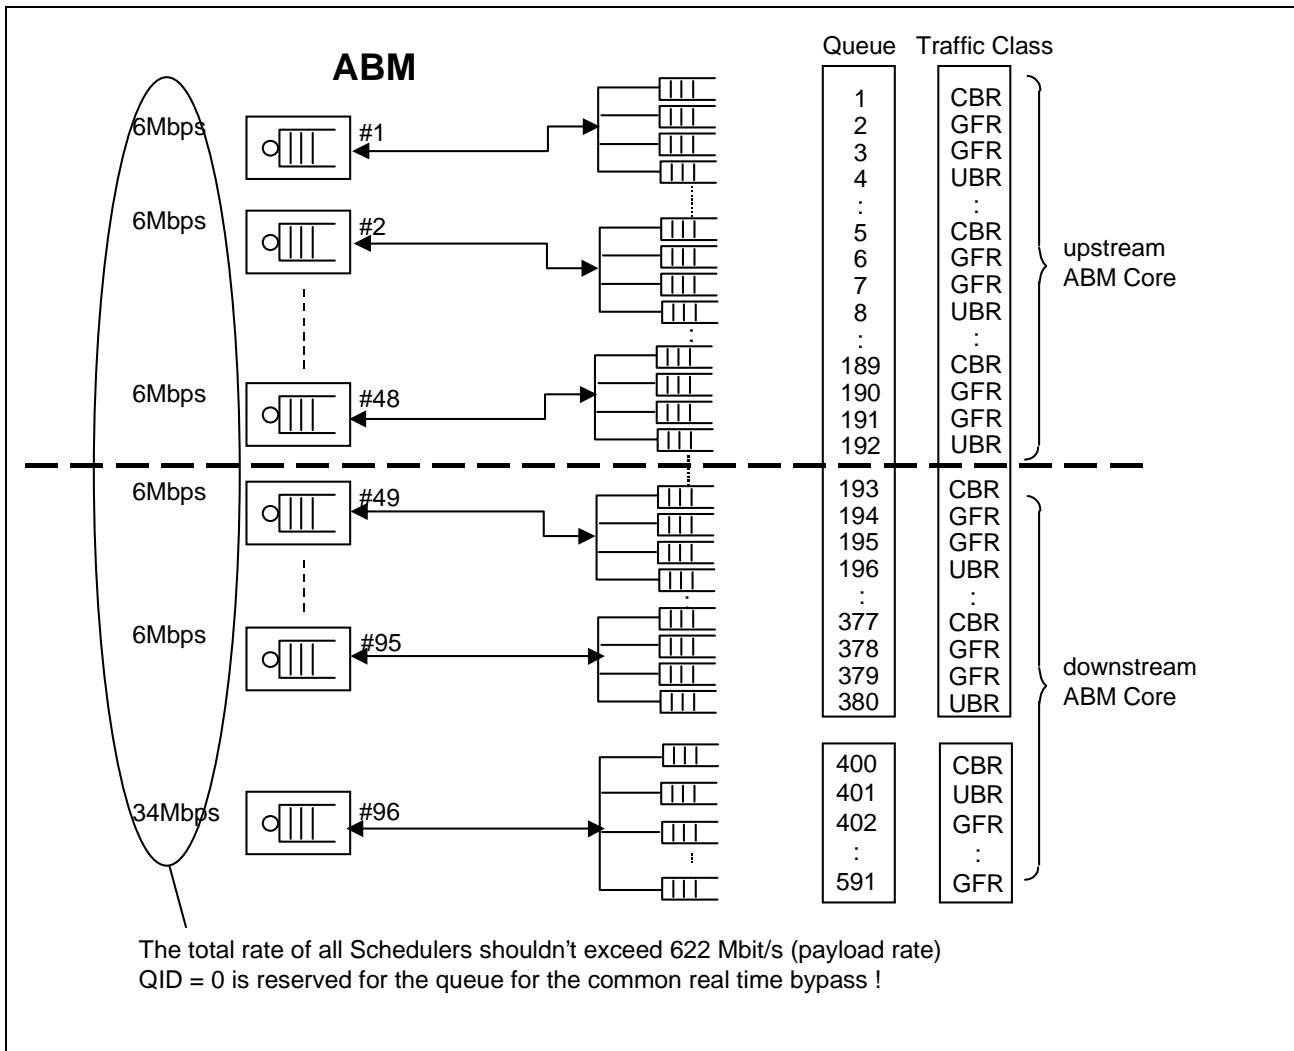 ABM
Queue Traffic Class
6Mbps #1
1 CBR
2 GFR
3 GFR
4 UBR
: :
6Mbps #2
5 CBR
6 GFR
7 GFR
8 UBR
: :
upstream
ABM Core
6Mbps #48
189 CBR
190 GFR
191 GFR
192 UBR
6Mbps #49
193 CBR
194 GFR
195 GFR
196 UBR
: :
6Mbps #95
377 CBR
378 GFR
379 GFR
380 UBR
downstream
ABM Core
34Mbps #96
400 CBR
401 UBR
402 GFR
: :
591 GFR
The total rate of all Schedulers shouldn't exceed 622 Mbit/s (payload rate)
QID = 0 is reserved for the queue for the common real time bypass !